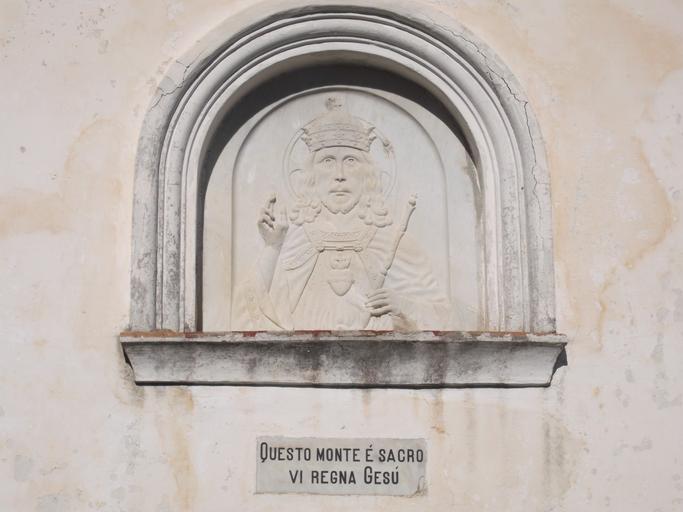 QUESTO MONTE É SACRO
VI REGNA GESÚ